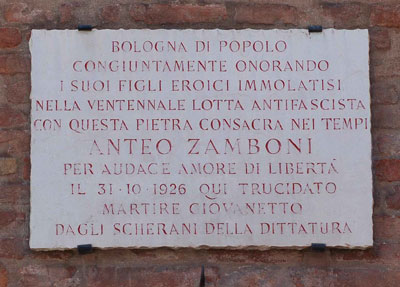 BOLOGNA DI POPOLO
CONGIUNTAMENTE ONORANDO
I SUOI FIGLI EROICI IMMOLATISI
NELLA VENTENNALE LOTTA ANTIFASCISTA
CON QUESTA PIETRA CONSACRA NEI TEMPI
ANTEO ZAMBONI
PER AUDACE AMORE DI LIBERTÀ
IL 31·10·1926 QUI TRUCIDATO
MARTIRE GIOVANETTO
DAGLI SCHERANI DELLA DITTATURA